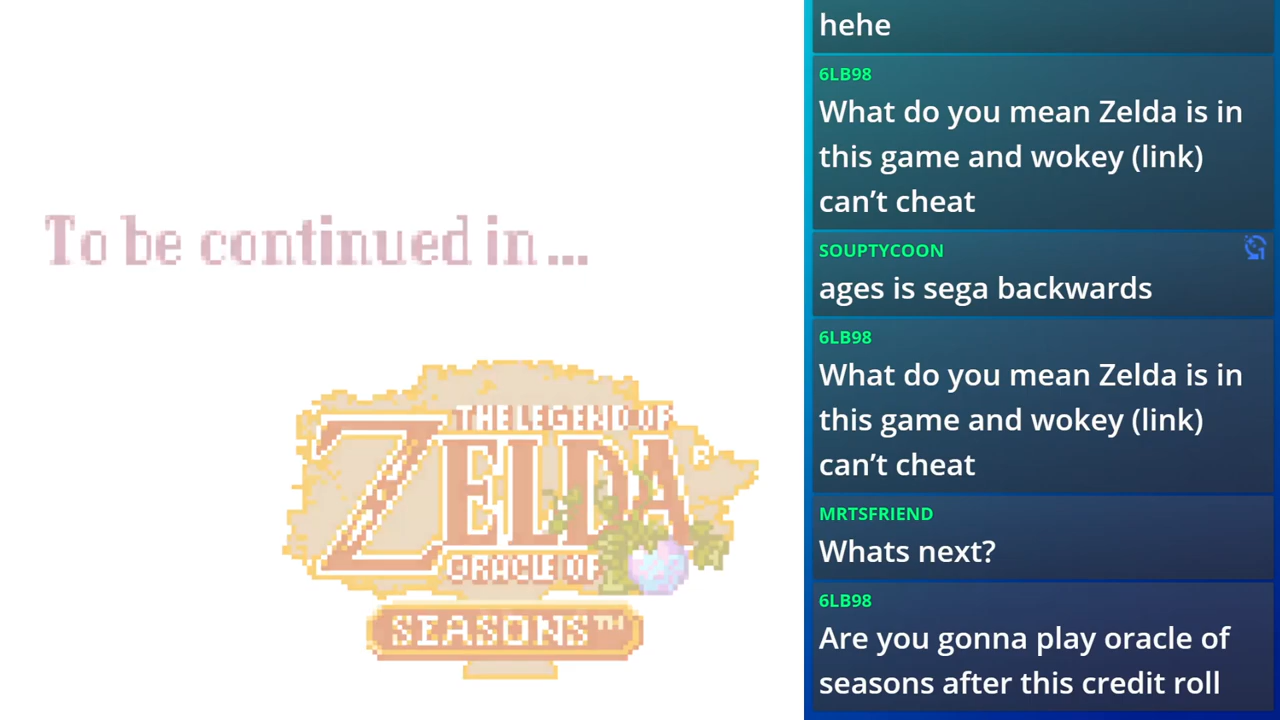 To be continued in ...
THE LEGEND OF
ZELDA®
ORACLE OF
SEASONS™
hehe
6LB98
What do you mean Zelda is in
this game and wokey (link)
can’t cheat
SOUPTYCOON
ages is sega backwards
6LB98
What do you mean Zelda is in
this game and wokey (link)
can’t cheat
MRTSFRIEND
Whats next?
6LB98
Are you gonna play oracle of
seasons after this credit roll